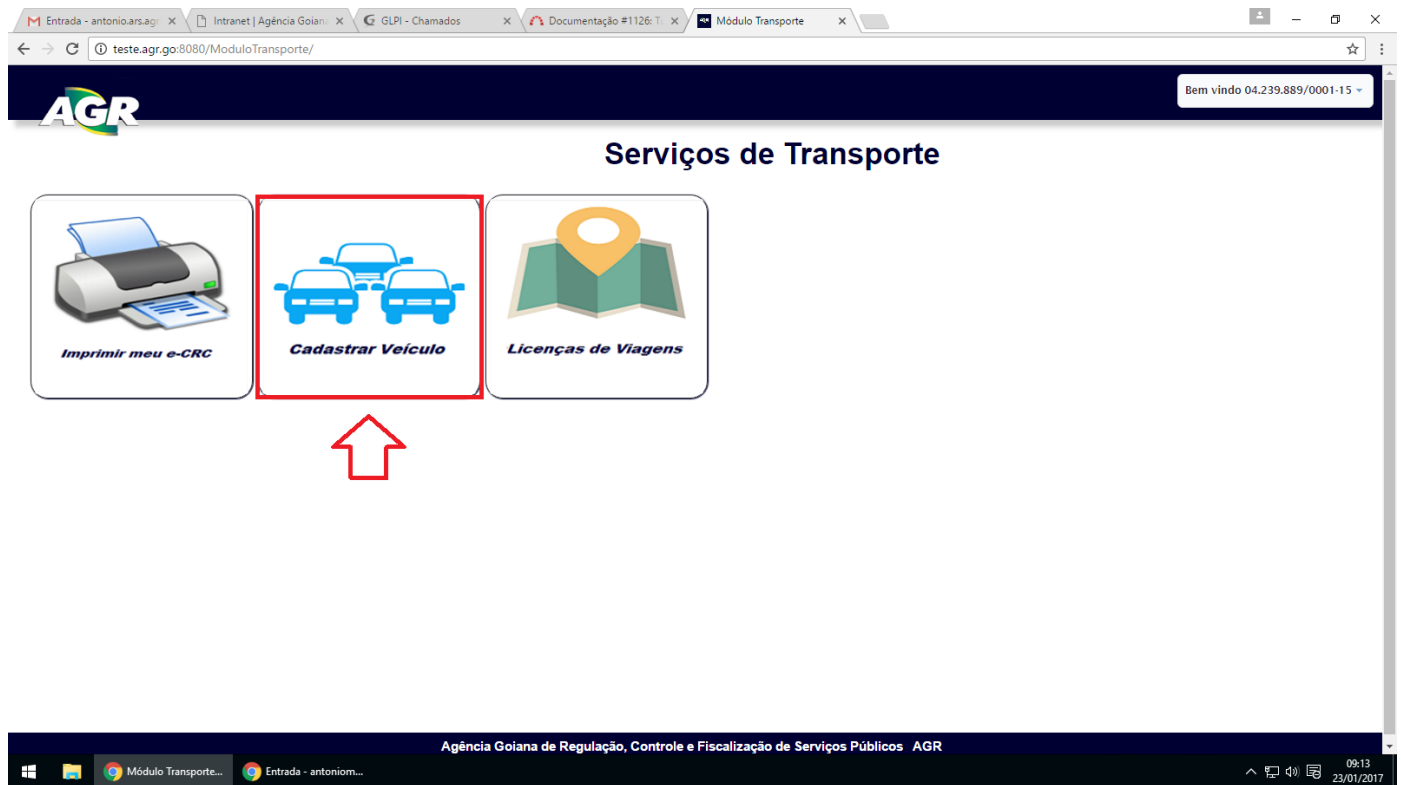 Entrada - antonio.ars.agr
Intranet | Agência Goiana
GLPI - Chamados
Documentação #1126: Ta
Módulo Transporte
teste.agr.go:8080/ModuloTransporte/
AGR
Bem vindo 04.239.889/0001-15
Serviços de Transporte
Imprimir meu e-CRC
Cadastrar Veículo
Licenças de Viagens
Agência Goiana de Regulação, Controle e Fiscalização de Serviços Públicos AGR
Módulo Transporte...
Entrada - antoniom...
09:13
23/01/2017